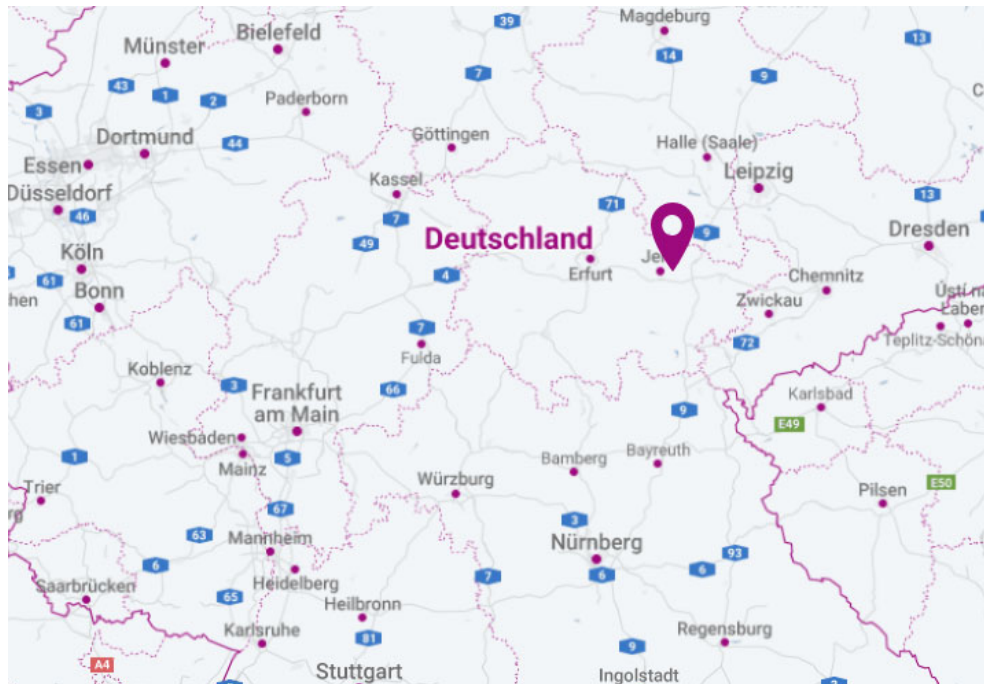 39
Magdeburg
13
Bielefeld
Münster
14
7
9
43
1
2
Paderborn
3
Dortmund
44
Göttingen
Halle (Saale)
Essen
Leipzig
Kassel
Düsseldorf
46
7
71
13
9
Deutschland
49
Dresden
Köln
Erfurt
4
61
Chemnitz
Bonn
Zwickau
61
7
72
Fulda
Koblenz
3
66
Karlsbad
Frankfurt
am Main
9
E49
Wiesbaden
5
Mainz
1
Bamberg
Bayreuth
Würzburg
Trier
Pilsen
E50
67
3
63
Mannheim
Nürnberg
93
6
6
6
7
Heidelberg
Saarbrücken
65
Heilbronn
Karlsruhe
81
Regensburg
9
A4
Stuttgart
Ingolstadt